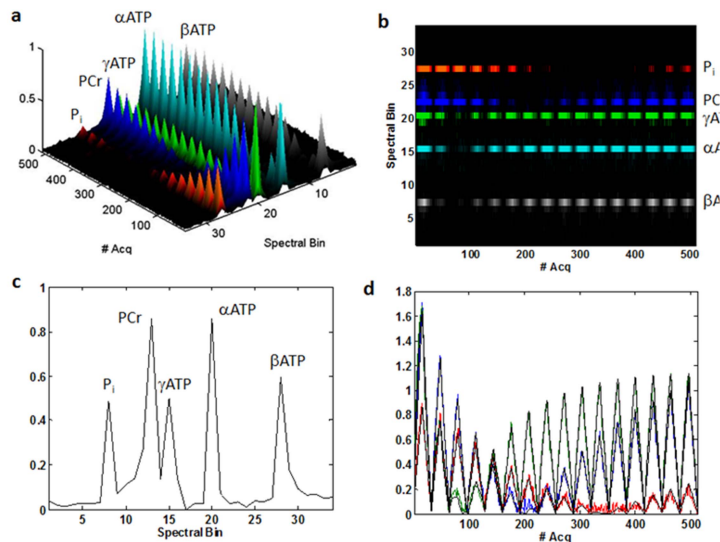 a
αATP
βATP
γATP
PCr
Pi
1
0.5
0
500
400
300
200
100
# Acq
30
20
10
Spectral Bin
b
Spectral Bin
30
25
20
15
10
5
Pi
PC
γA
αA
βA
100
200
300
400
500
# Acq
c
1
0.8
0.6
0.4
0.2
0
Pi
PCr
γATP
αATP
βATP
10
15
20
25
30
Spectral Bin
d
1.8
1.6
1.4
1.2
1.0
0.8
0.6
0.4
0.2
0
0
100
200
300
400
500
# Acq